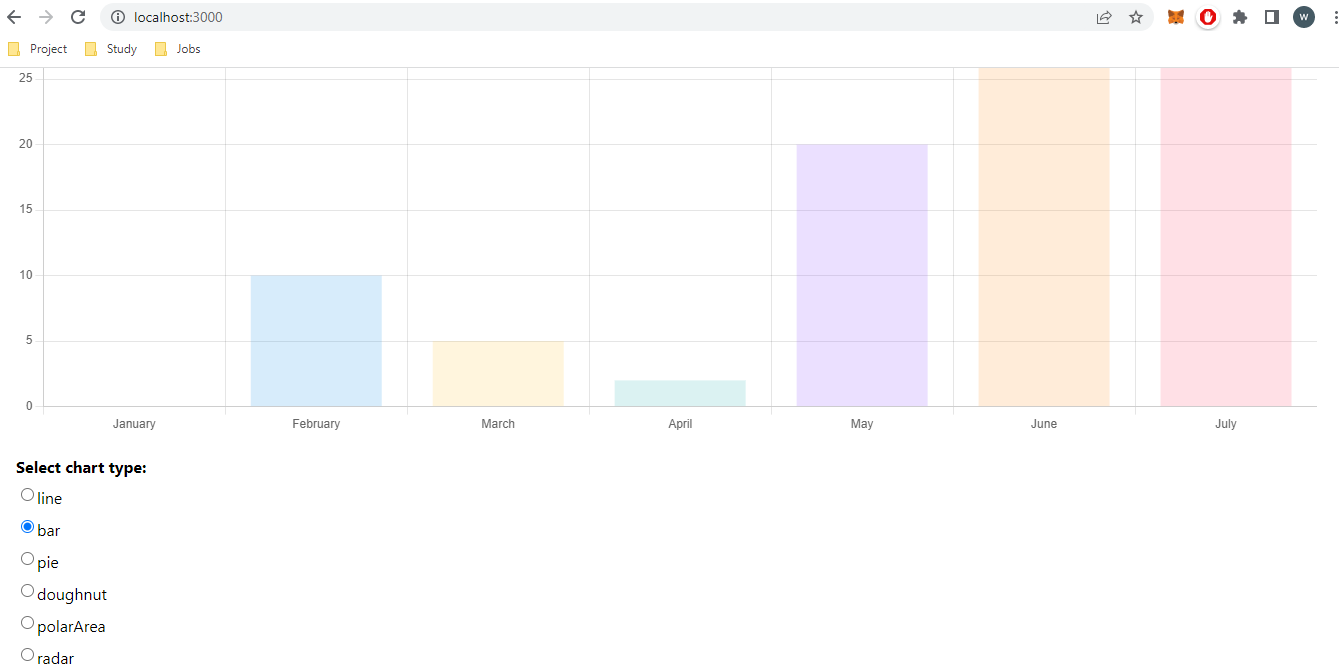 localhost:3000
W
Project Study Jobs
25
20
15
10
5
0
January February March April May June July
Select chart type:
line
bar
pie
doughnut
polarArea
radar